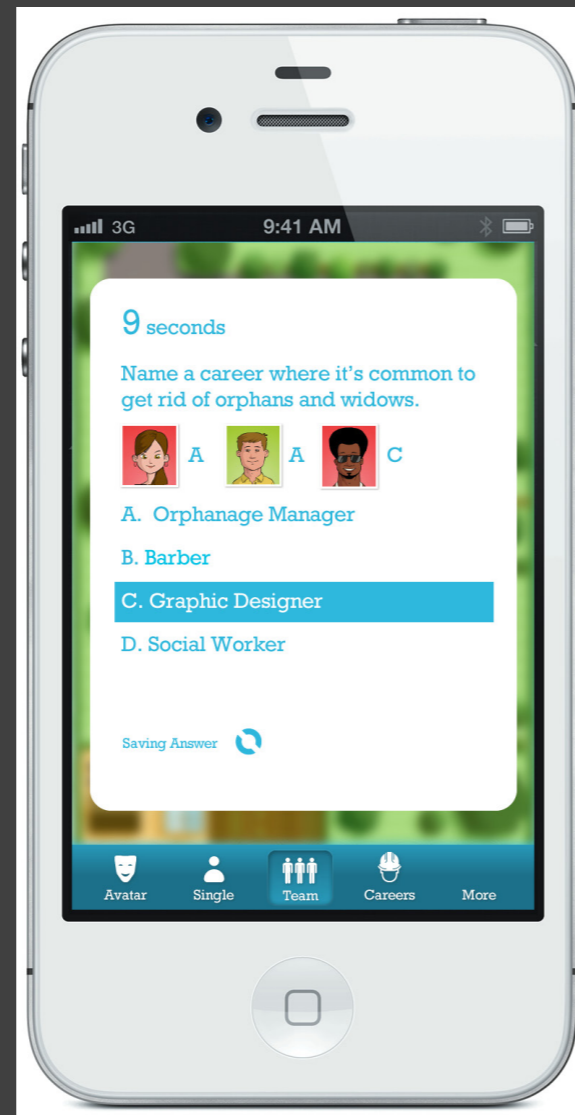 3G 9:41 AM
9 seconds
Name a career where it's common to
get rid of orphans and widows.
A A C
A. Orphanage Manager
B. Barber
C. Graphic Designer
D. Social Worker
Saving Answer
Avatar Single Team Careers More